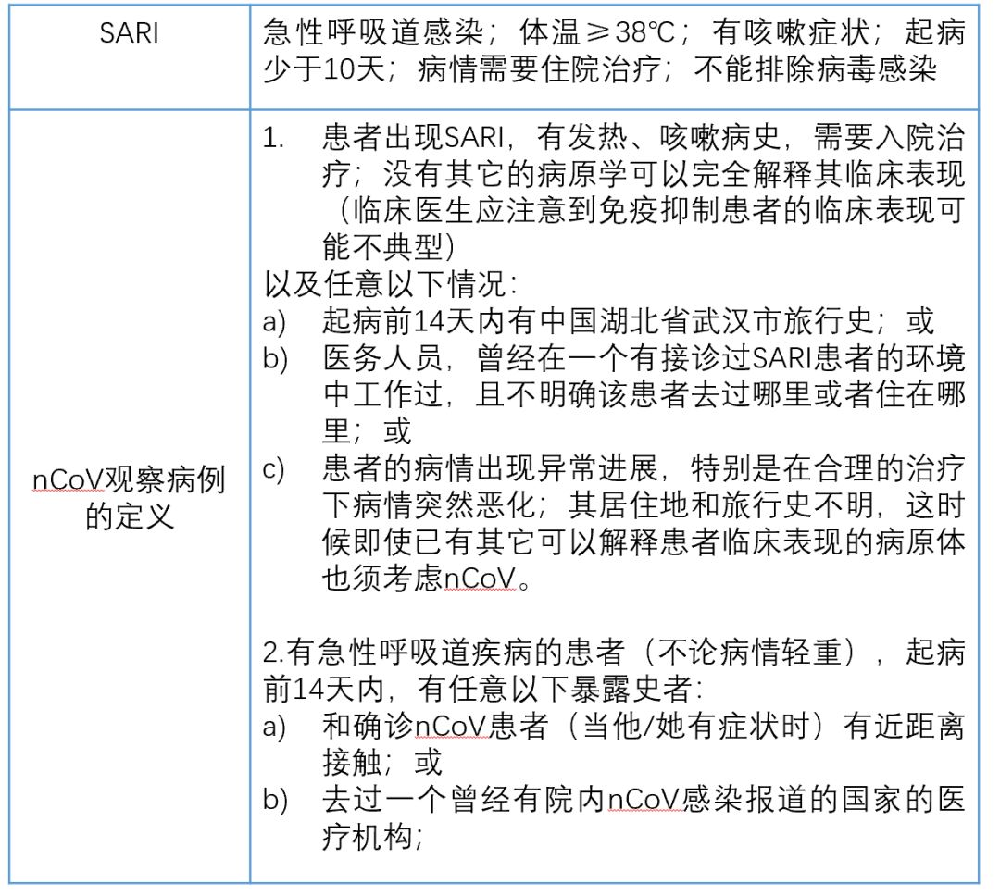 SARI
急性呼吸道感染；体温≥38℃；有咳嗽症状；起病
少于10天；病情需要住院治疗；不能排除病毒感染
nCoV观察病例
的定义
1. 患者出现SARI，有发热、咳嗽病史，需要入院治
疗；没有其它的病原学可以完全解释其临床表现
（临床医生应注意到免疫抑制患者的临床表现可
能不典型）
以及任意以下情况：
a) 起病前14天内有中国湖北省武汉市旅行史；或
b) 医务人员，曾经在一个有接诊过SARI患者的环境
中工作过，且不明确该患者去过哪里或者住在哪
里；或
c) 患者的病情出现异常进展，特别是在合理的治疗
下病情突然恶化；其居住地和旅行史不明，这时
候即使已有其它可以解释患者临床表现的病原体
也须考虑nCoV。
2.有急性呼吸道疾病的患者（不论病情轻重），起病
前14天内，有任意以下暴露史者：
a) 和确诊nCoV患者（当他/她有症状时）有近距离
接触；或
b) 去过一个曾经有院内nCoV感染报道的国家的医
疗机构；